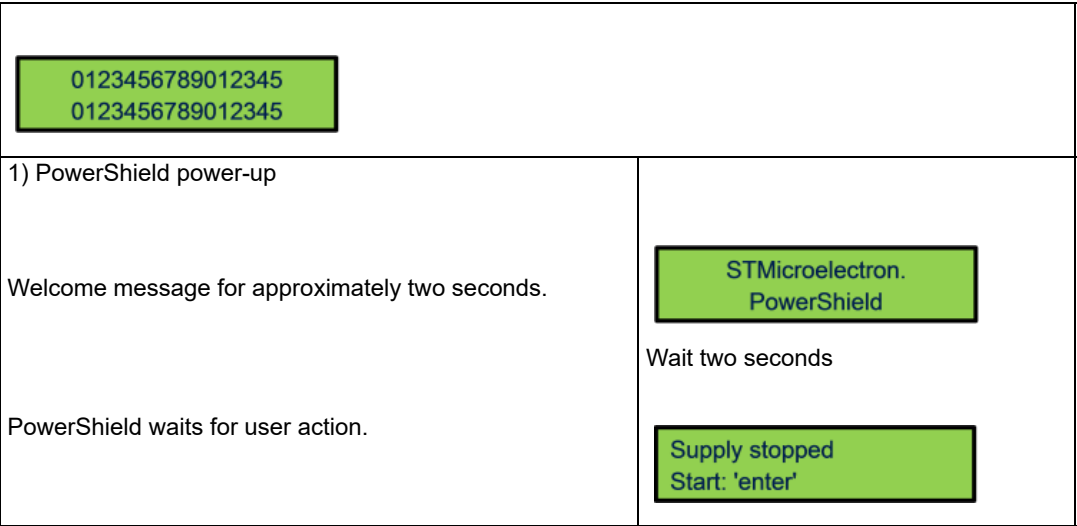 0123456789012345
0123456789012345
1) PowerShield power-up
Welcome message for approximately two seconds.
STMicroelectron.
PowerShield
Wait two seconds
PowerShield waits for user action.
Supply stopped
Start: 'enter'